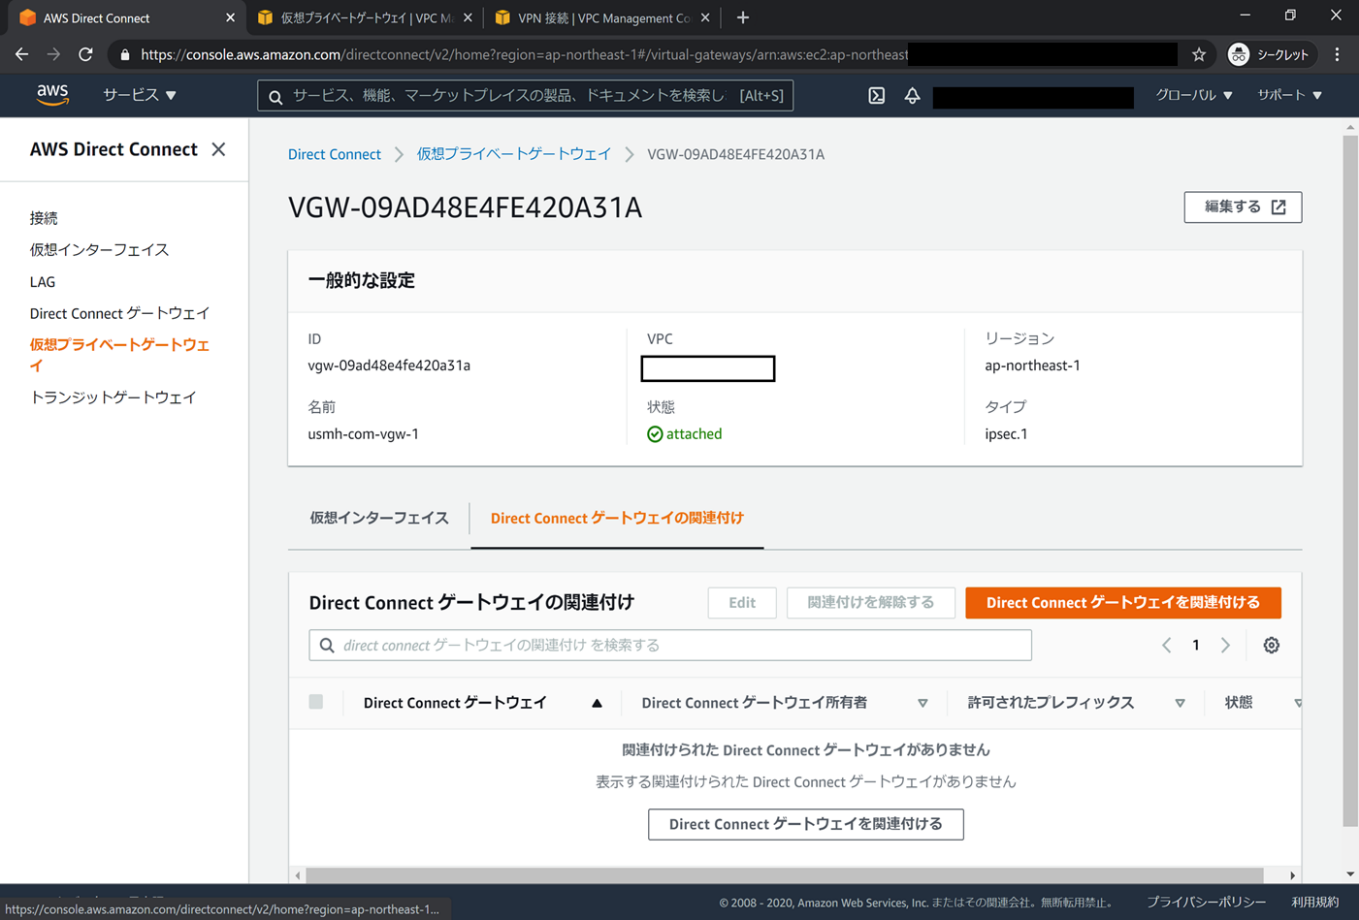 AWS Direct Connect
仮想プライベートゲートウェイ | VPC M
VPN 接続 | VPC Management Co
https://console.aws.amazon.com/directconnect/v2/home?region=ap-northeast-1#/virtual-gateways/arn:aws:ec2:ap-northeast
シークレット
aws
サービス
サービス、機能、マーケットプレイスの製品、ドキュメントを検索し [Alt+S]
グローバル
サポート
AWS Direct Connect
接続
仮想インターフェイス
LAG
Direct Connect ゲートウェイ
仮想プライベートゲートウェ
イ
トランジットゲートウェイ
Direct Connect
仮想プライベートゲートウェイ
VGW-09AD48E4FE420A31A
VGW-09AD48E4FE420A31A
編集する
一般的な設定
ID
vgw-09ad48e4fe420a31a
名前
usmh-com-vgw-1
VPC
状態
attached
リージョン
ap-northeast-1
タイプ
ipsec.1
仮想インターフェイス
Direct Connect ゲートウェイの関連付け
Direct Connect ゲートウェイの関連付け
Edit
関連付けを解除する
Direct Connect ゲートウェイを関連付ける
direct connect ゲートウェイの関連付け を検索する
1
Direct Connect ゲートウェイ
Direct Connect ゲートウェイ所有者
許可されたプレフィックス
状態
関連付けられた Direct Connect ゲートウェイがありません
表示する関連付けられた Direct Connect ゲートウェイがありません
Direct Connect ゲートウェイを関連付ける
https://console.aws.amazon.com/directconnect/v2/home?region=ap-northeast-1...
© 2008 - 2020, Amazon Web Services, Inc. またはその関連会社。無断転用禁止。
プライバシーポリシー
利用規約